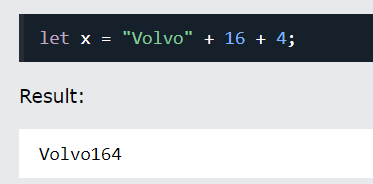 let x = "Volvo" + 16 + 4;
Result:
Volvo164